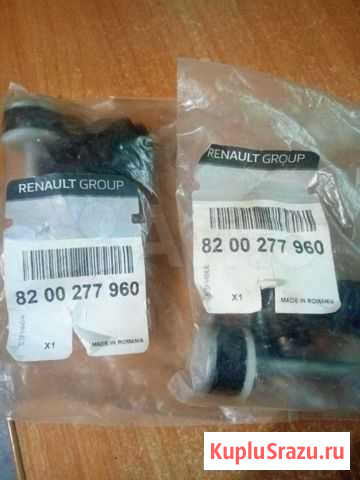 RENAULT GROUP
82 00 277 960
X1
MADE IN ROMANIA
RENAULT GROUP
82 00 277 960
X1
MADE IN ROMANIA
KupluSrazu.ru